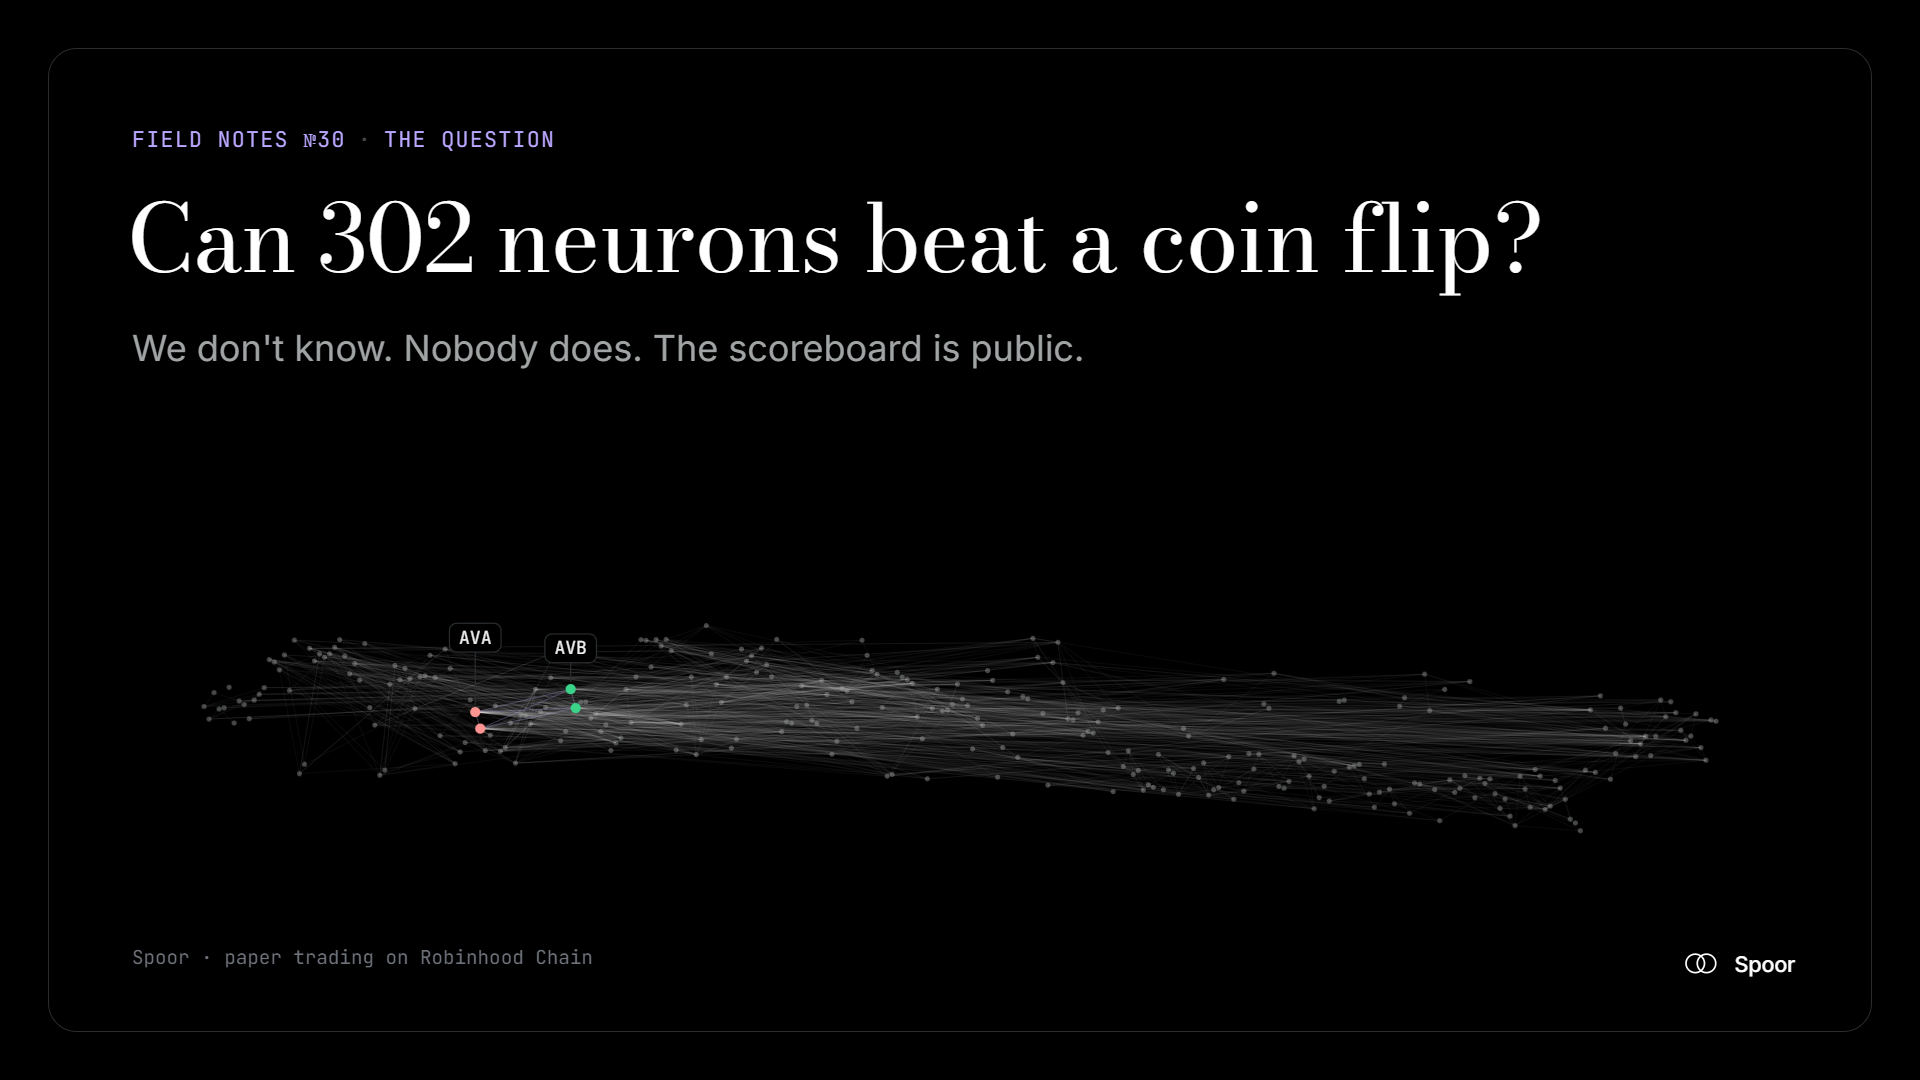 FIELD NOTES №30 · THE QUESTION
Can 302 neurons beat a coin flip?
We don't know. Nobody does. The scoreboard is public.
AVA
AVB
Spoor · paper trading on Robinhood Chain
Spoor